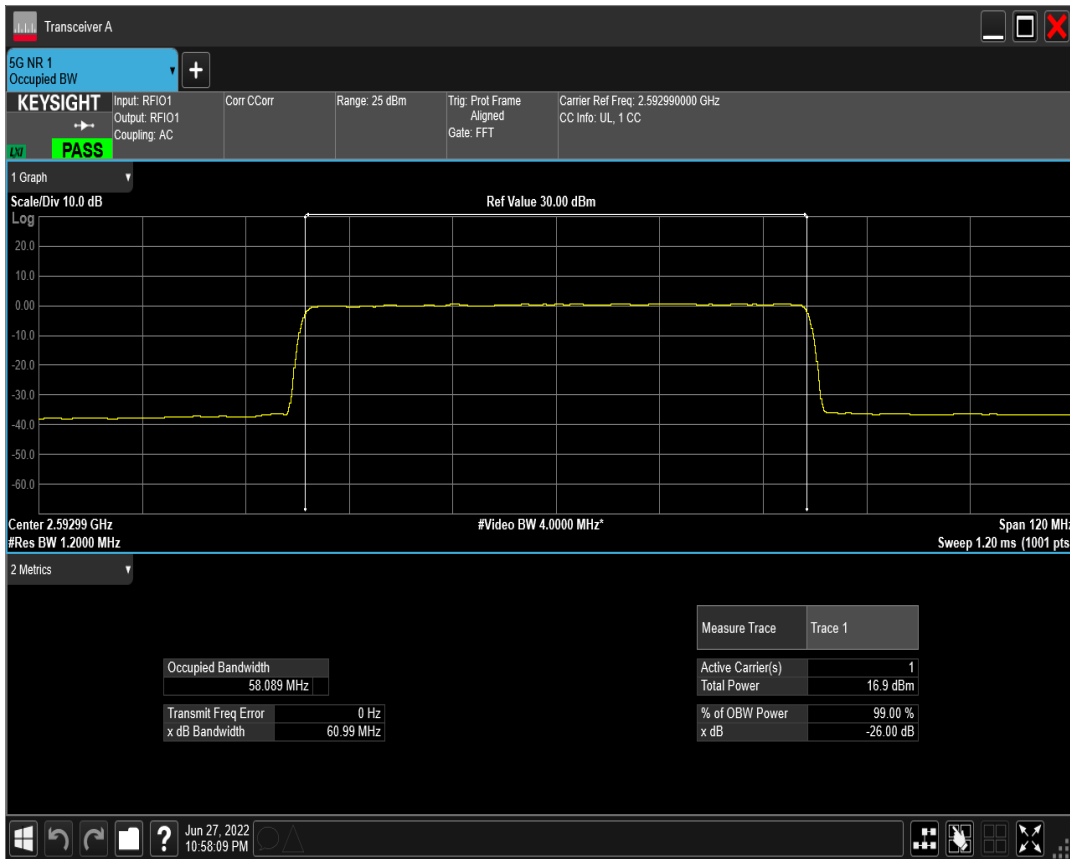 Transceiver A
5G NR 1
Occupied BW
+
KEYSIGHT
LXI
PASS
Input: RFIO1
Output: RFIO1
Coupling: AC
Corr CCorr
Range: 25 dBm
Trig: Prot Frame
Aligned
Gate: FFT
Carrier Ref Freq: 2.592990000 GHz
CC Info: UL, 1 CC
1 Graph
Scale/Div 10.0 dB
Ref Value 30.00 dBm
Log
20.0
10.0
0.00
-10.0
-20.0
-30.0
-40.0
-50.0
-60.0
Center 2.59299 GHz
#Video BW 4.0000 MHz*
Span 120 MHz
#Res BW 1.2000 MHz
Sweep 1.20 ms (1001 pts
2 Metrics
Measure Trace Trace 1
Occupied Bandwidth
58.089 MHz
Active Carrier(s) 1
Total Power 16.9 dBm
Transmit Freq Error 0 Hz
x dB Bandwidth 60.99 MHz
% of OBW Power 99.00 %
x dB -26.00 dB
?
Jun 27, 2022
10:58:09 PM